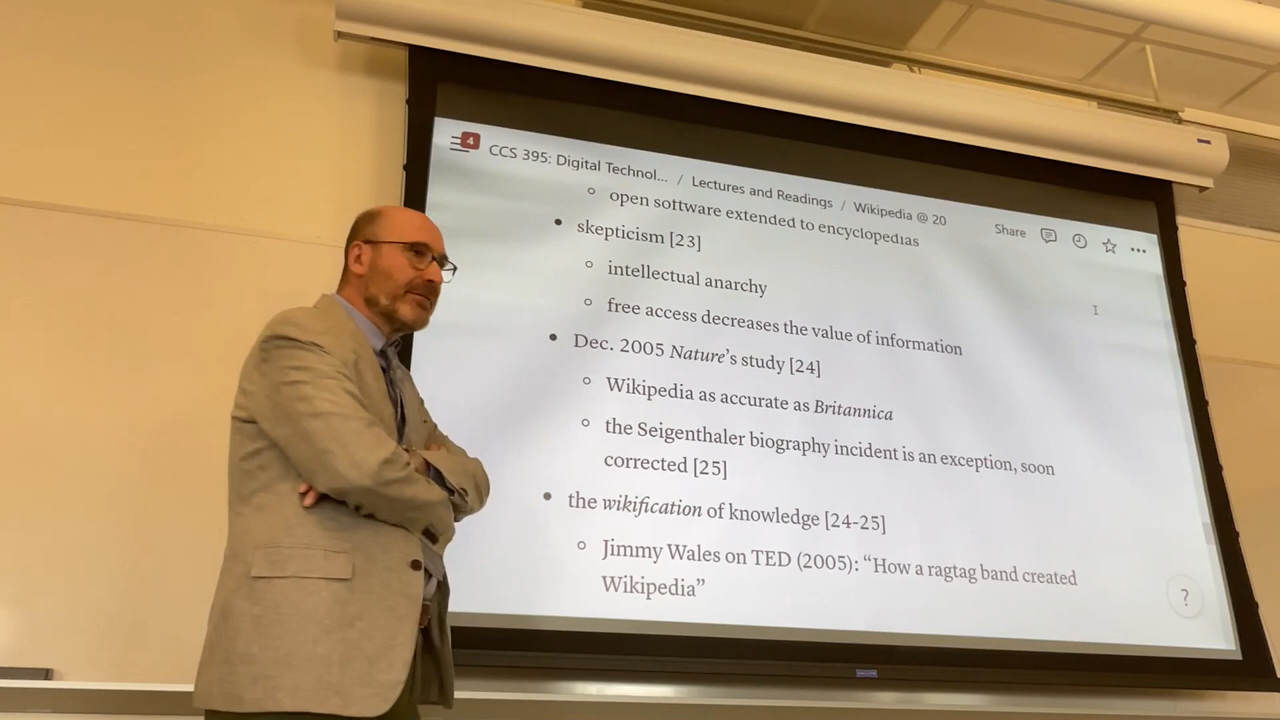 4
CCS 395: Digital Technol... / Lectures and Readings / Wikipedia @ 20
Share
open software extended to encyclopedias
skepticism [23]
intellectual anarchy
free access decreases the value of information
Dec. 2005 Nature's study [24]
Wikipedia as accurate as Britannica
the Seigenthaler biography incident is an exception, soon
corrected [25]
the wikification of knowledge [24-25]
Jimmy Wales on TED (2005): “How a ragtag band created
Wikipedia”
?